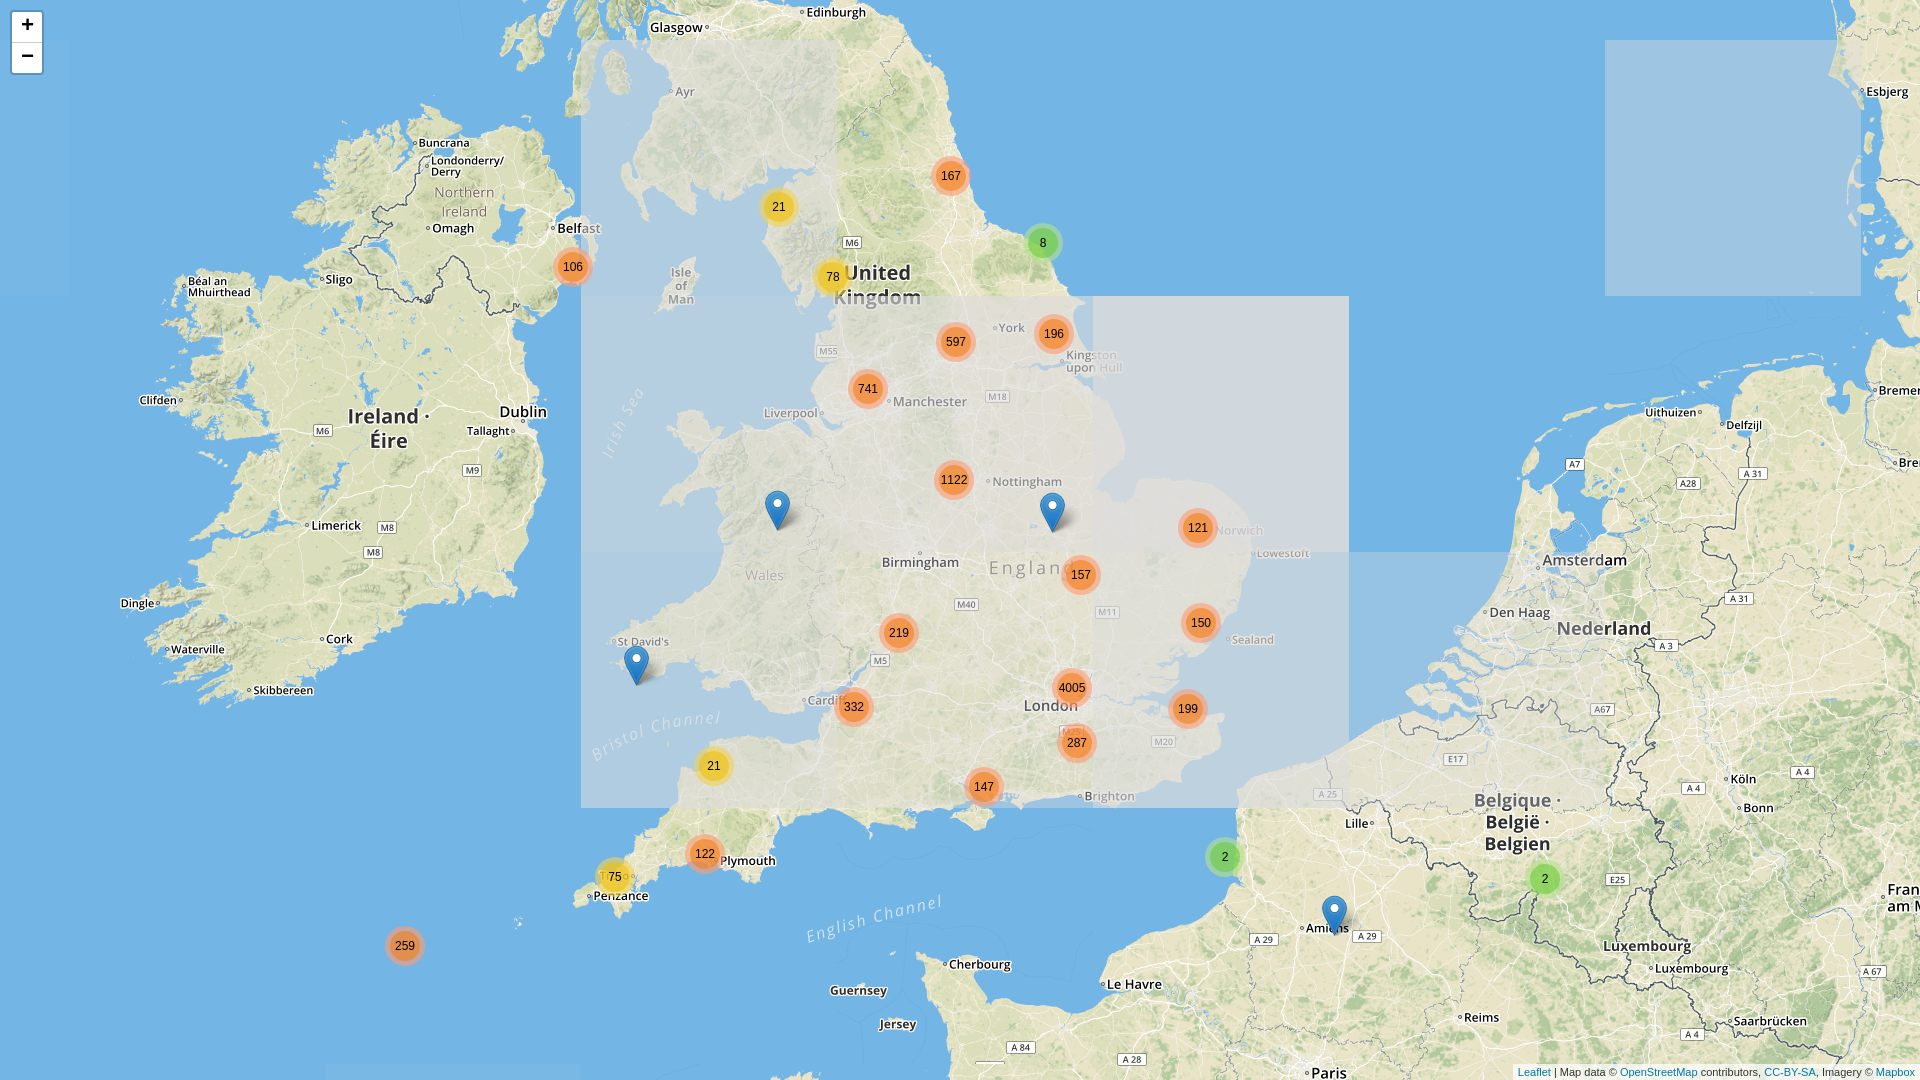 +
−
Edinburgh
Glasgow
Ayr
Esbjerg
Buncrana
Londonderry/
Derry
Northern
Ireland
Omagh
Belfast
167
21
8
M6
106
78
United
Kingdom
Isle
of
Man
Sligo
Béal an
Mhuirthead
York
196
597
M55
Kingston
upon Hull
741
Manchester
M18
Liverpool
Irish Sea
Clifden
Ireland ·
Éire
Dublin
Tallaght
M6
M9
Uithuizen
Delfzijl
A7
A 31
A28
1122
Nottingham
Limerick
M8
M8
121
Norwich
Lowestoft
Birmingham
England
157
Wales
Amsterdam
A 31
Dingle
M40
M11
Den Haag
219
150
Nederland
Cork
St David's
Sealand
Waterville
M5
A 3
Skibbereen
4005
London
Cardiff
332
199
A67
Bristol Channel
287
M20
E17
21
147
Brighton
A 25
Köln
A 4
A 4
Bonn
Belgique ·
België ·
Belgien
Lille
122
Plymouth
75
Penzance
2
2
E25
English Channel
259
Amiens
A 29
A 29
Luxembourg
Luxembourg
A 67
Cherbourg
Guernsey
Le Havre
Jersey
Reims
Saarbrücken
A 84
A 28
A 4
Paris
Leaflet | Map data © OpenStreetMap contributors, CC-BY-SA, Imagery © Mapbox